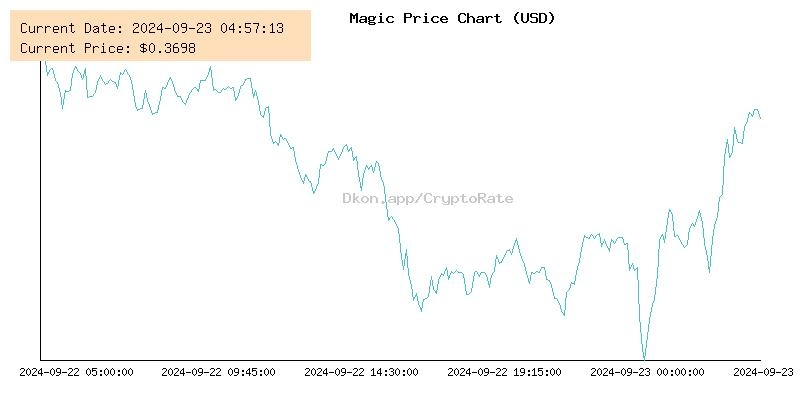 Magic Price Chart (USD)
Current Date: 2024-09-23 04:57:13
Current Price: $0.3698
Dkon.app/CryptoRate
2024-09-22 05:00:00
2024-09-22 09:45:00
2024-09-22 14:30:00
2024-09-22 19:15:00
2024-09-23 00:00:00
2024-09-23